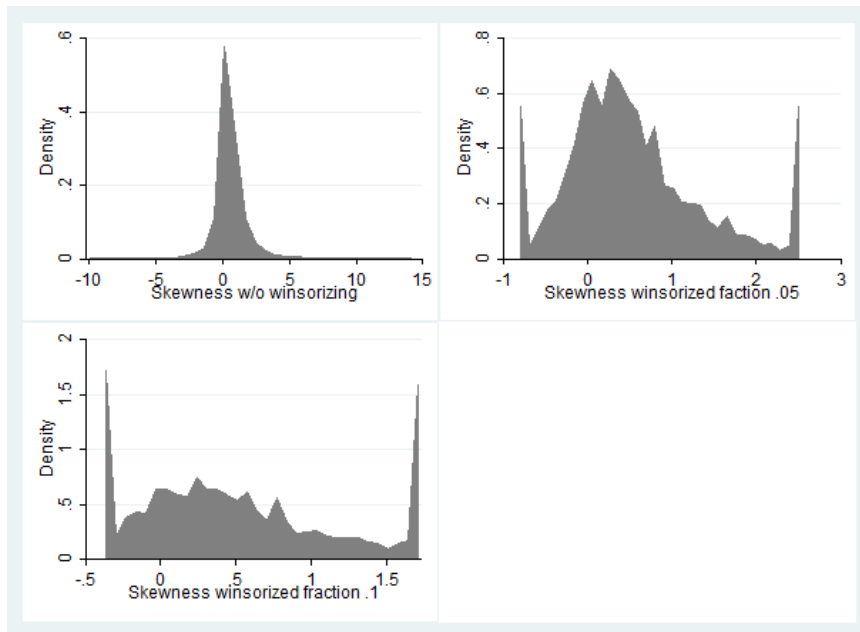 Density
.6
.4
.2
0
-10 -5 0 5 10 15
Skewness w/o winsorizing
Density
.8
.6
.4
.2
0
-1 0 1 2 3
Skewness winsorized faction .05
Density
2
1.5
1
.5
0
-.5 0 .5 1 1.5
Skewness winsorized fraction .1